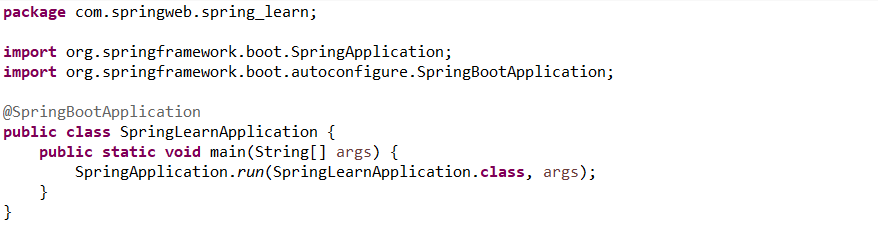 package com.springweb.spring_learn;
import org.springframework.boot.SpringApplication;
import org.springframework.boot.autoconfigure.SpringBootApplication;
@SpringBootApplication
public class SpringLearnApplication {
    public static void main(String[] args) {
        SpringApplication.run(SpringLearnApplication.class, args);
    }
}